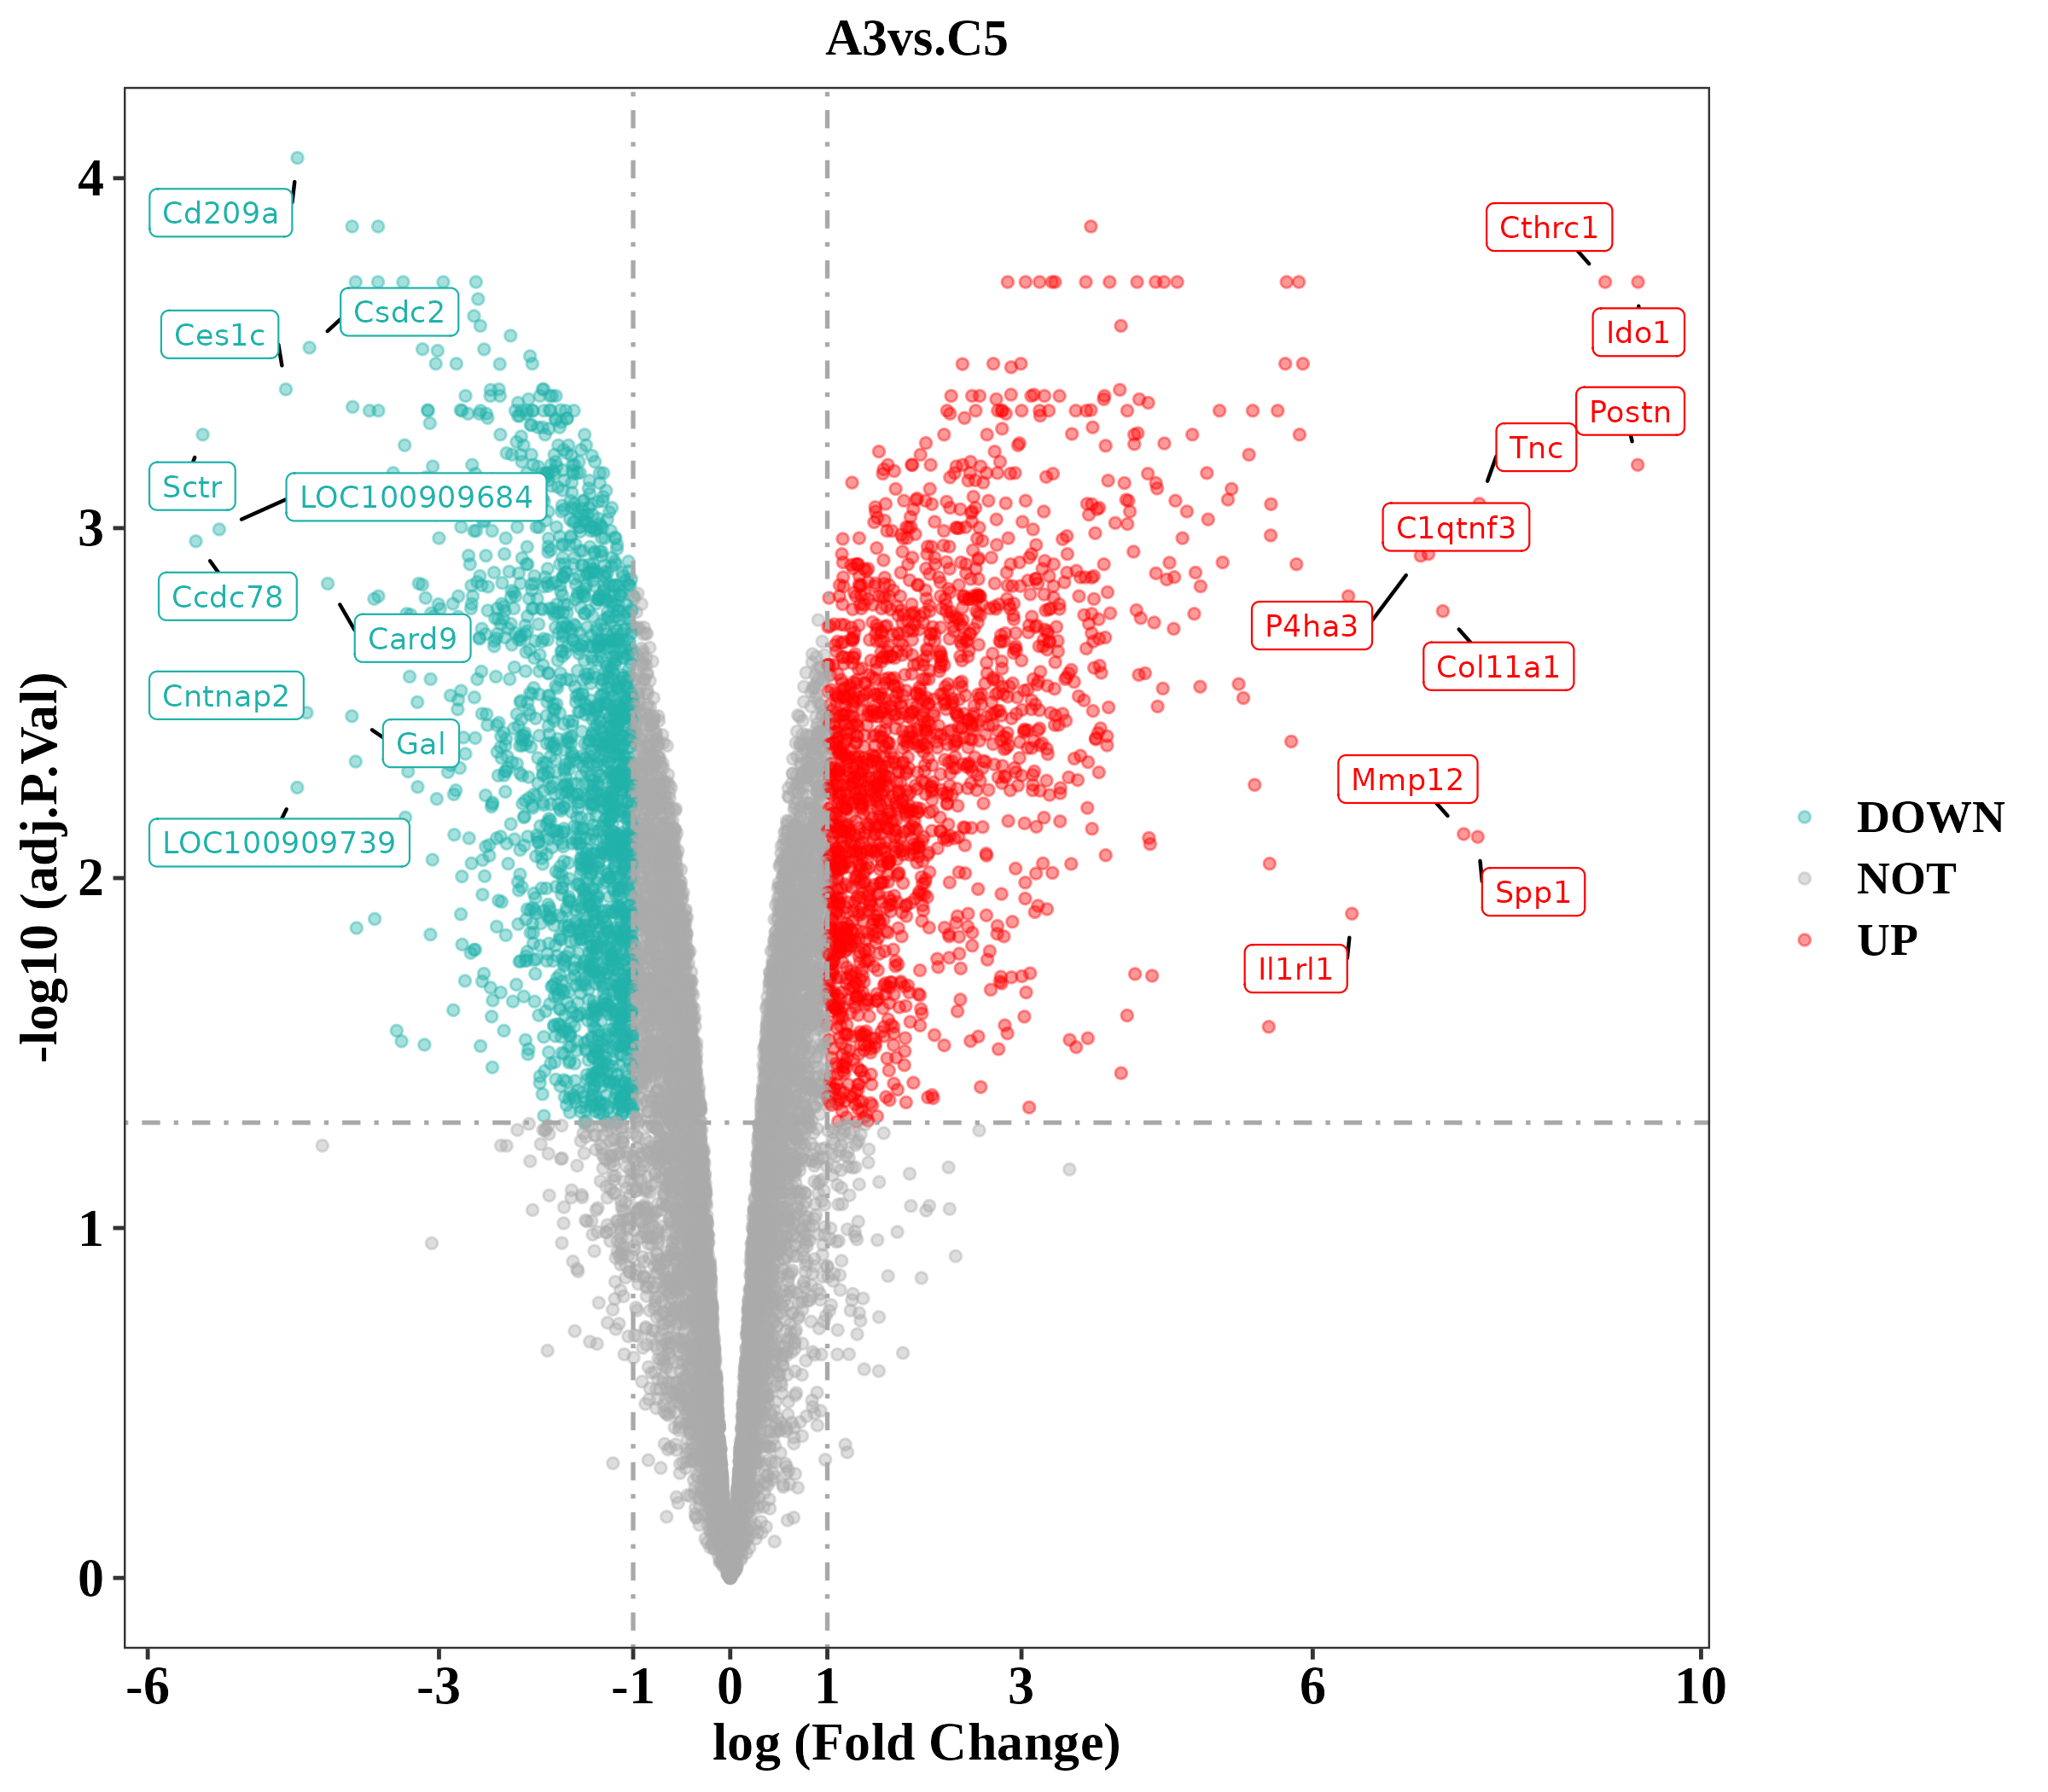 A3vs.C5
-log10 (adj.P.Val)
4
3
2
1
0
Cd209a
Csdc2
Ces1c
Sctr
LOC100909684
Ccdc78
Card9
Cntnap2
Gal
LOC100909739
Cthrc1
Ido1
Postn
Tnc
C1qtnf3
P4ha3
Col11a1
Mmp12
Spp1
Il1rl1
DOWN
NOT
UP
-6 -3 -1 0 1 3 6 10
log (Fold Change)